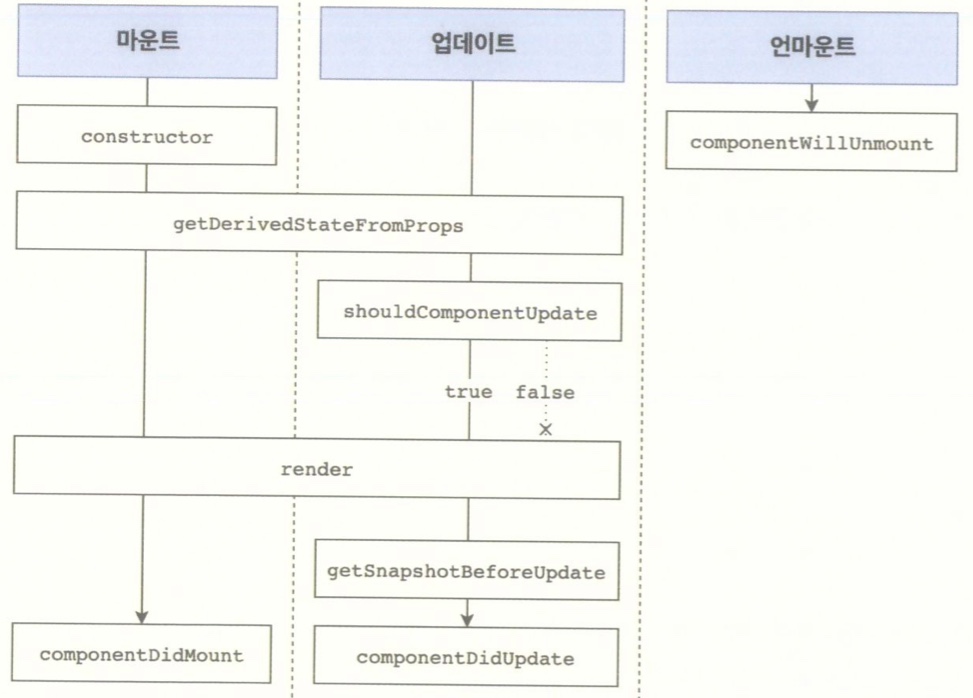 마운트
업데이트
언마운트
constructor
componentWillUnmount
getDerivedStateFromProps
shouldComponentUpdate
true false
render
getSnapshotBeforeUpdate
componentDidMount
componentDidUpdate